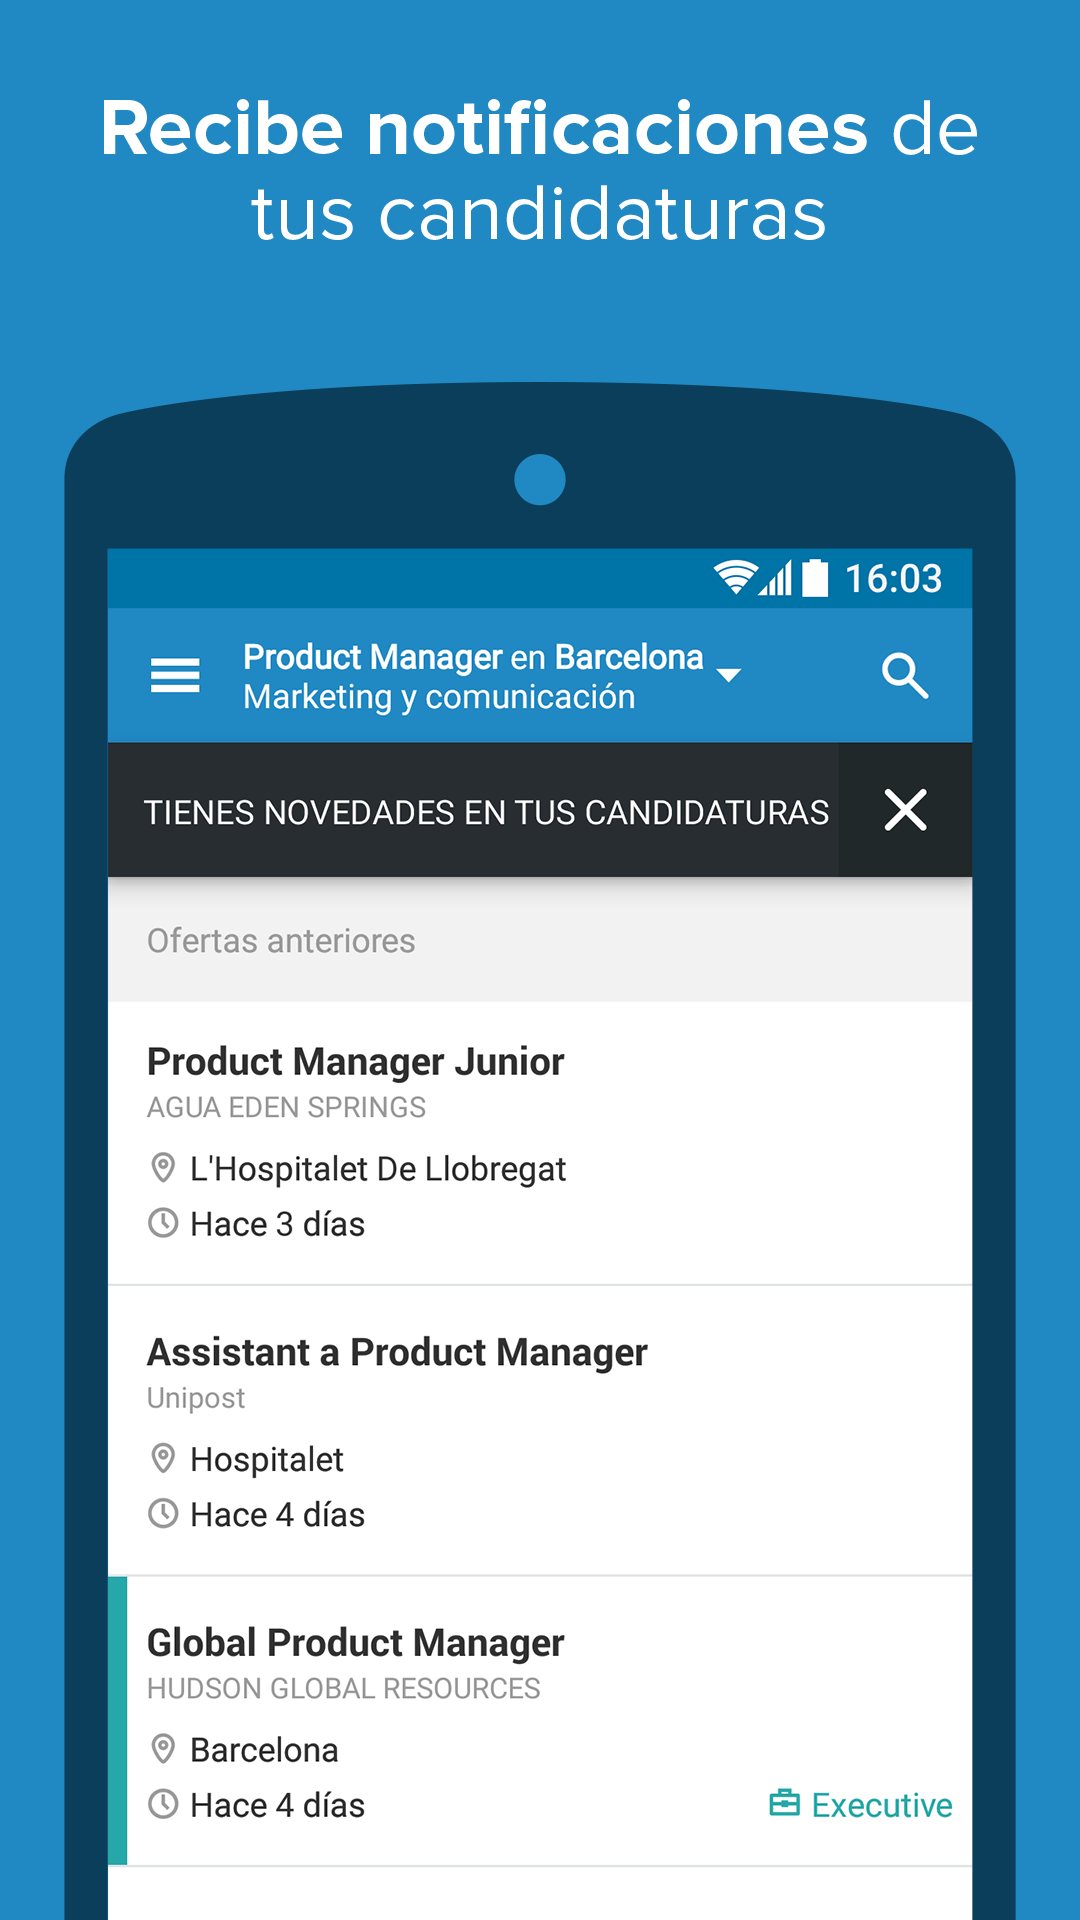 Recibe notificaciones de
tus candidaturas
16:03
Product Manager en Barcelona
Marketing y comunicación
TIENES NOVEDADES EN TUS CANDIDATURAS
Ofertas anteriores
Product Manager Junior
AGUA EDEN SPRINGS
L'Hospitalet De Llobregat
Hace 3 días
Assistant a Product Manager
Unipost
Hospitalet
Hace 4 días
Global Product Manager
HUDSON GLOBAL RESOURCES
Barcelona
Hace 4 días
Executive